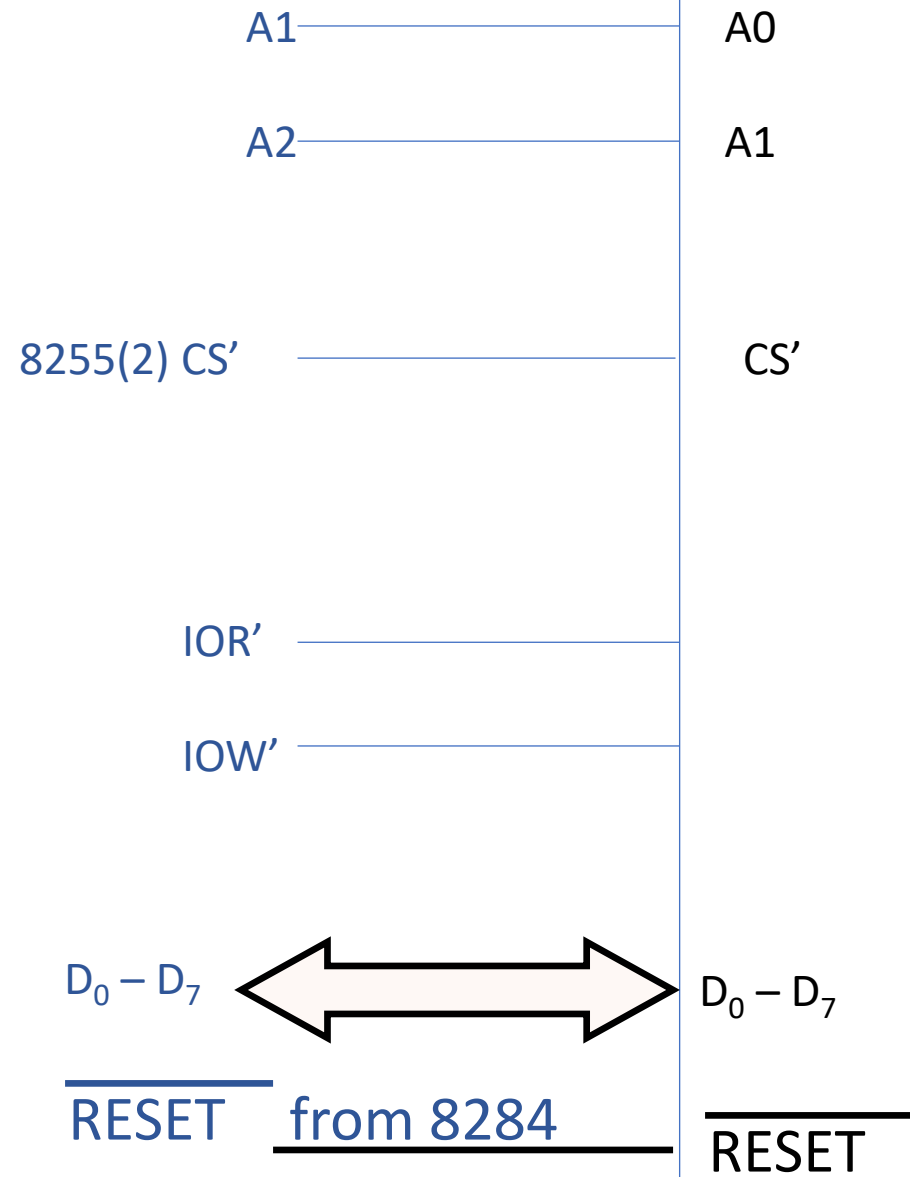 A1 A0
A2 A1
8255(2) CS’ CS’
IOR’
IOW’
D₀ – D₇ D₀ – D₇
RESET from 8284 RESET